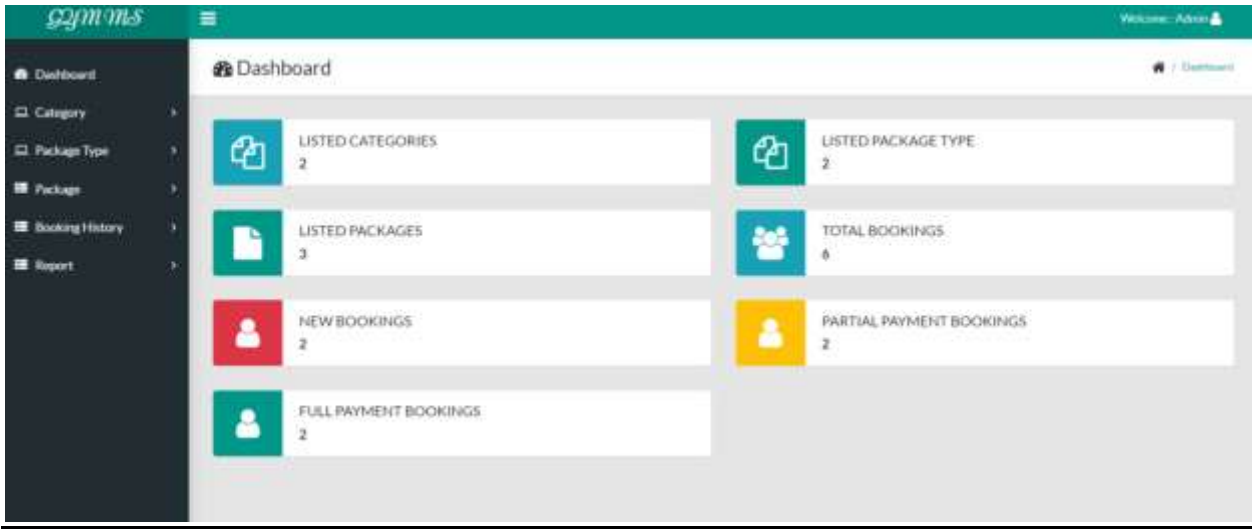 GYMMS
Welcome: Admin
Dashboard
Category
Package Type
Package
Booking History
Report
Dashboard
/ Dashboard
LISTED CATEGORIES
2
LISTED PACKAGE TYPE
2
LISTED PACKAGES
3
TOTAL BOOKINGS
6
NEW BOOKINGS
2
PARTIAL PAYMENT BOOKINGS
2
FULL PAYMENT BOOKINGS
2